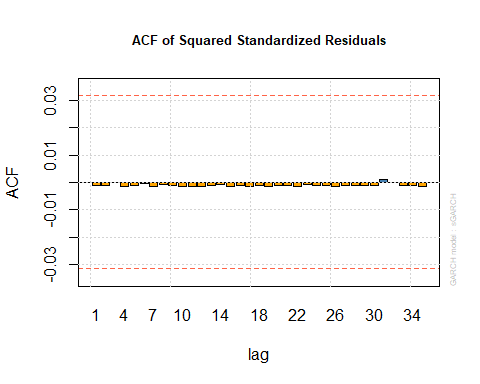 ACF of Squared Standardized Residuals
ACF
0.03
0.01
-0.01
-0.03
1 4 7 10 14 18 22 26 30 34
lag
GARCH model : sGARCH